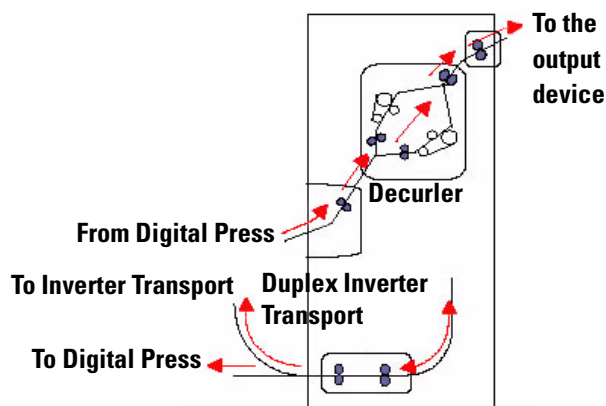 To the
output
device
Decurler
From Digital Press
To Inverter Transport
Duplex Inverter
Transport
To Digital Press